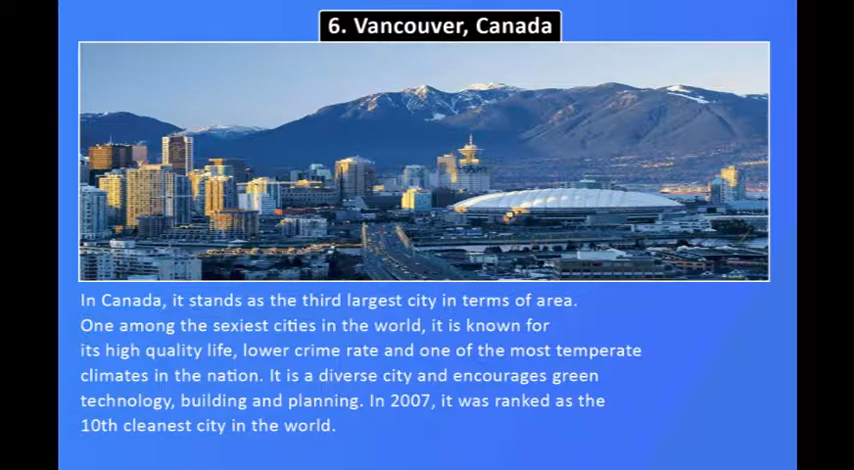 6. Vancouver, Canada
In Canada, it stands as the third largest city in terms of area.
One among the sexiest cities in the world, it is known for
its high quality life, lower crime rate and one of the most temperate
climates in the nation. It is a diverse city and encourages green
technology, building and planning. In 2007, it was ranked as the
10th cleanest city in the world.